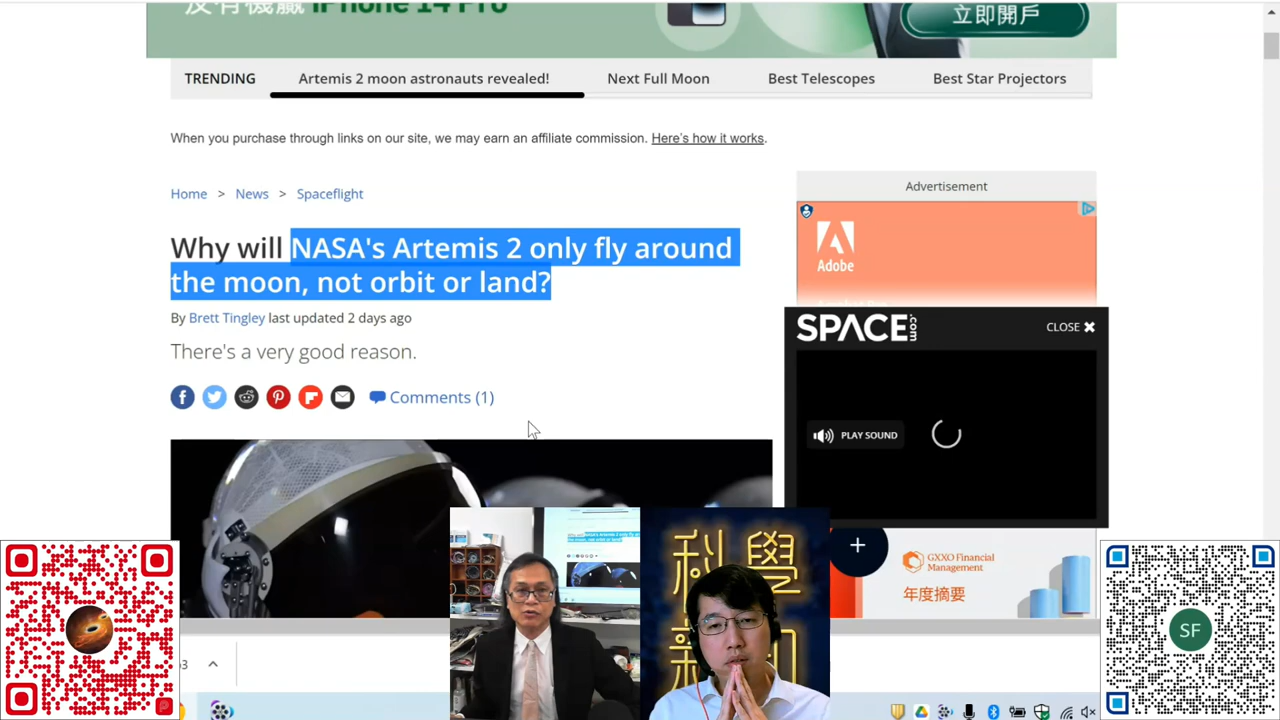 iPhone 14 Pro
立即開戶
TRENDING
Artemis 2 moon astronauts revealed!
Next Full Moon
Best Telescopes
Best Star Projectors
When you purchase through links on our site, we may earn an affiliate commission. Here's how it works.
Home > News > Spaceflight
Advertisement
Why will NASA's Artemis 2 only fly around
the moon, not orbit or land?
Adobe
By Brett Tingley last updated 2 days ago
SPACE.com
CLOSE
There's a very good reason.
Comments (1)
PLAY SOUND
科學
新
GXXO Financial
Management
年度摘要
SF